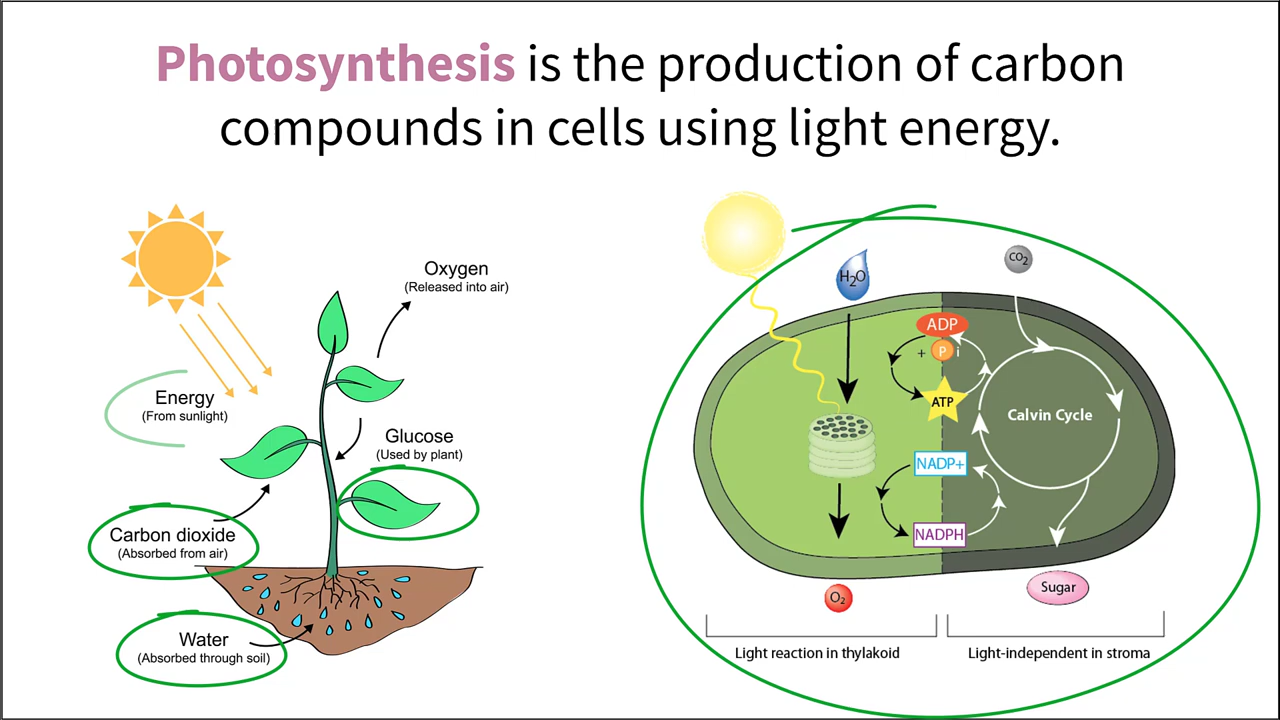 Photosynthesis is the production of carbon
compounds in cells using light energy.
Oxygen
(Released into air)
Energy
(From sunlight)
Glucose
(Used by plant)
Carbon dioxide
(Absorbed from air)
Water
(Absorbed through soil)
H2O
CO2
ADP
+ P i
ATP
Calvin Cycle
NADP+
NADPH
O2
Sugar
Light reaction in thylakoid
Light-independent in stroma